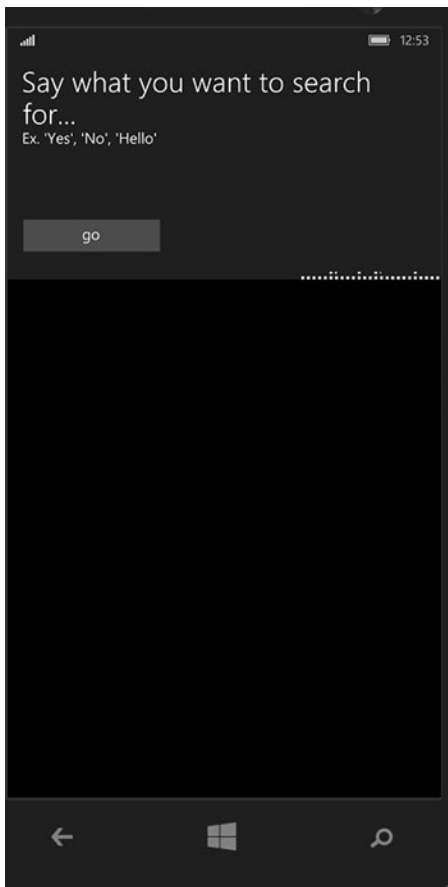 12:53
Say what you want to search
for...
Ex. 'Yes', 'No', 'Hello'
go